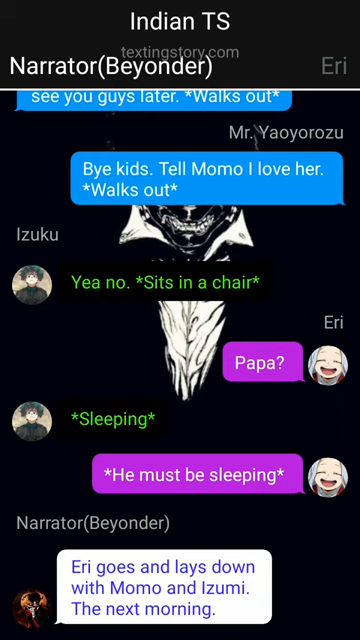 Indian TS
textingstory.com
Narrator(Beyonder)
Eri
see you guys later. *Walks out*
Mr. Yaoyorozu
Bye kids. Tell Momo I love her.
*Walks out*
Izuku
Yea no. *Sits in a chair*
Eri
Papa?
*Sleeping*
*He must be sleeping*
Narrator(Beyonder)
Eri goes and lays down
with Momo and Izumi.
The next morning.